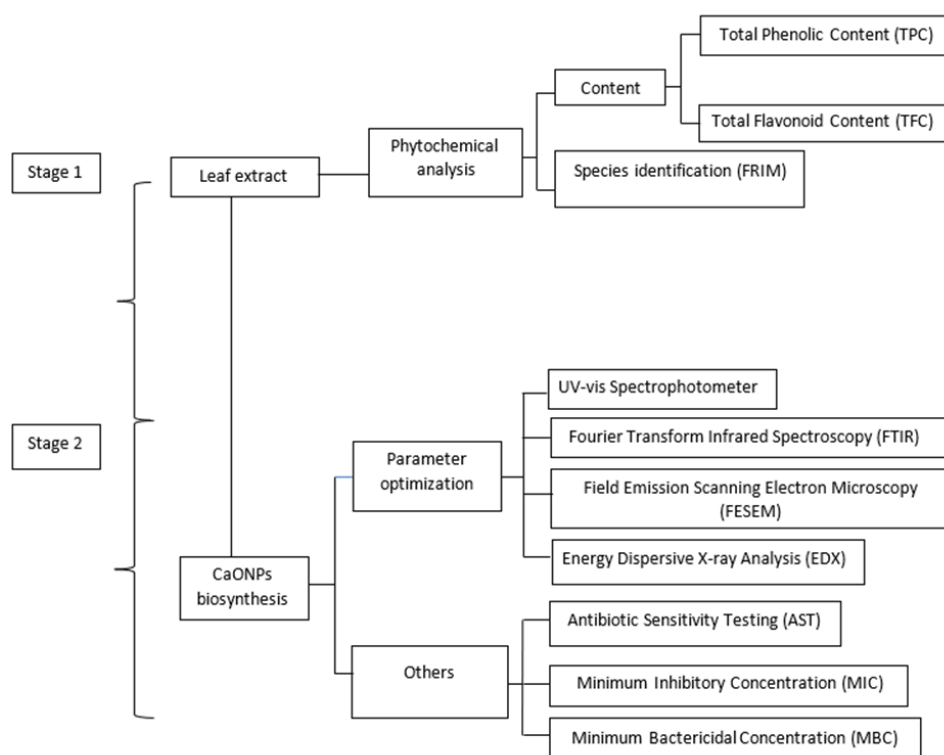 Total Phenolic Content (TPC)
Content
Total Flavonoid Content (TFC)
Phytochemical
analysis
Stage 1
Leaf extract
Species identification (FRIM)
UV-vis Spectrophotometer
Stage 2
Fourier Transform Infrared Spectroscopy (FTIR)
Parameter
optimization
Field Emission Scanning Electron Microscopy
(FESEM)
Energy Dispersive X-ray Analysis (EDX)
CaONPs
biosynthesis
Antibiotic Sensitivity Testing (AST)
Others
Minimum Inhibitory Concentration (MIC)
Minimum Bactericidal Concentration (MBC)